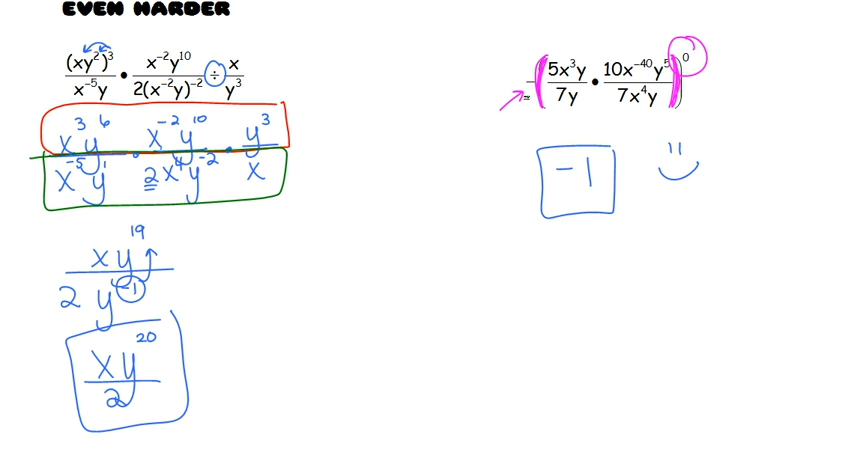 EVEN HARDER
(xy²)³/x⁻⁵y • x⁻²y¹⁰/2(x⁻²y)⁻² ÷ x/y³
x³y⁶/x⁻⁵y¹ · x⁻²y¹⁰/2x⁴y⁻² · y³/x
xy¹⁹/2y⁻¹
xy²⁰/2
-(5x³y/7y • 10x⁻⁴⁰y⁵/7x⁴y)⁰
-1